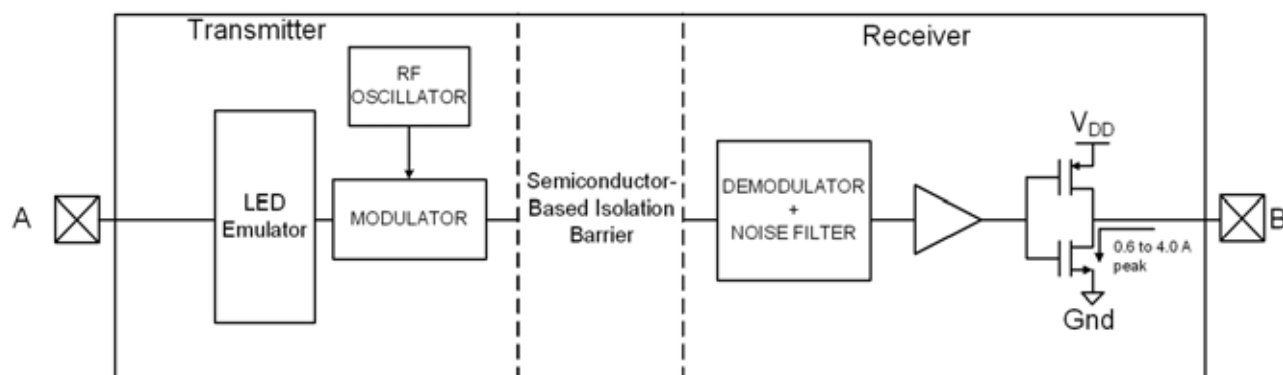 Transmitter
Receiver
RF
OSCILLATOR
V_DD
A
LED
Emulator
MODULATOR
Semiconductor-
Based Isolation
Barrier
DEMODULATOR
+
NOISE FILTER
B
0.6 to 4.0 A
peak
Gnd